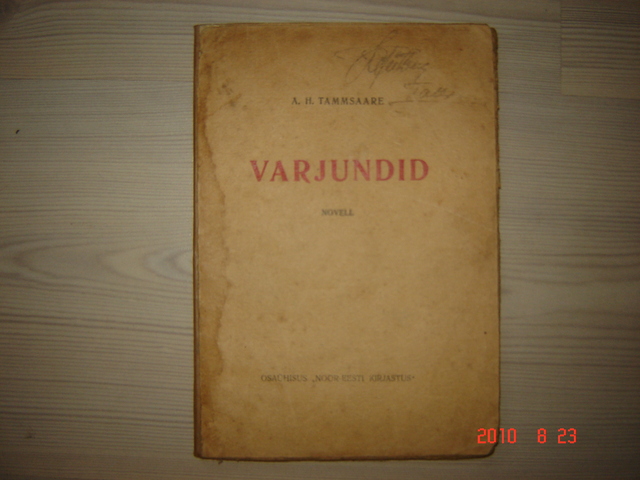 A. H. TAMMSAARE
VARJUNDID
NOVELL
OSAÜHISUS „NOOR-EESTI KIRJASTUS"
2010 8 23